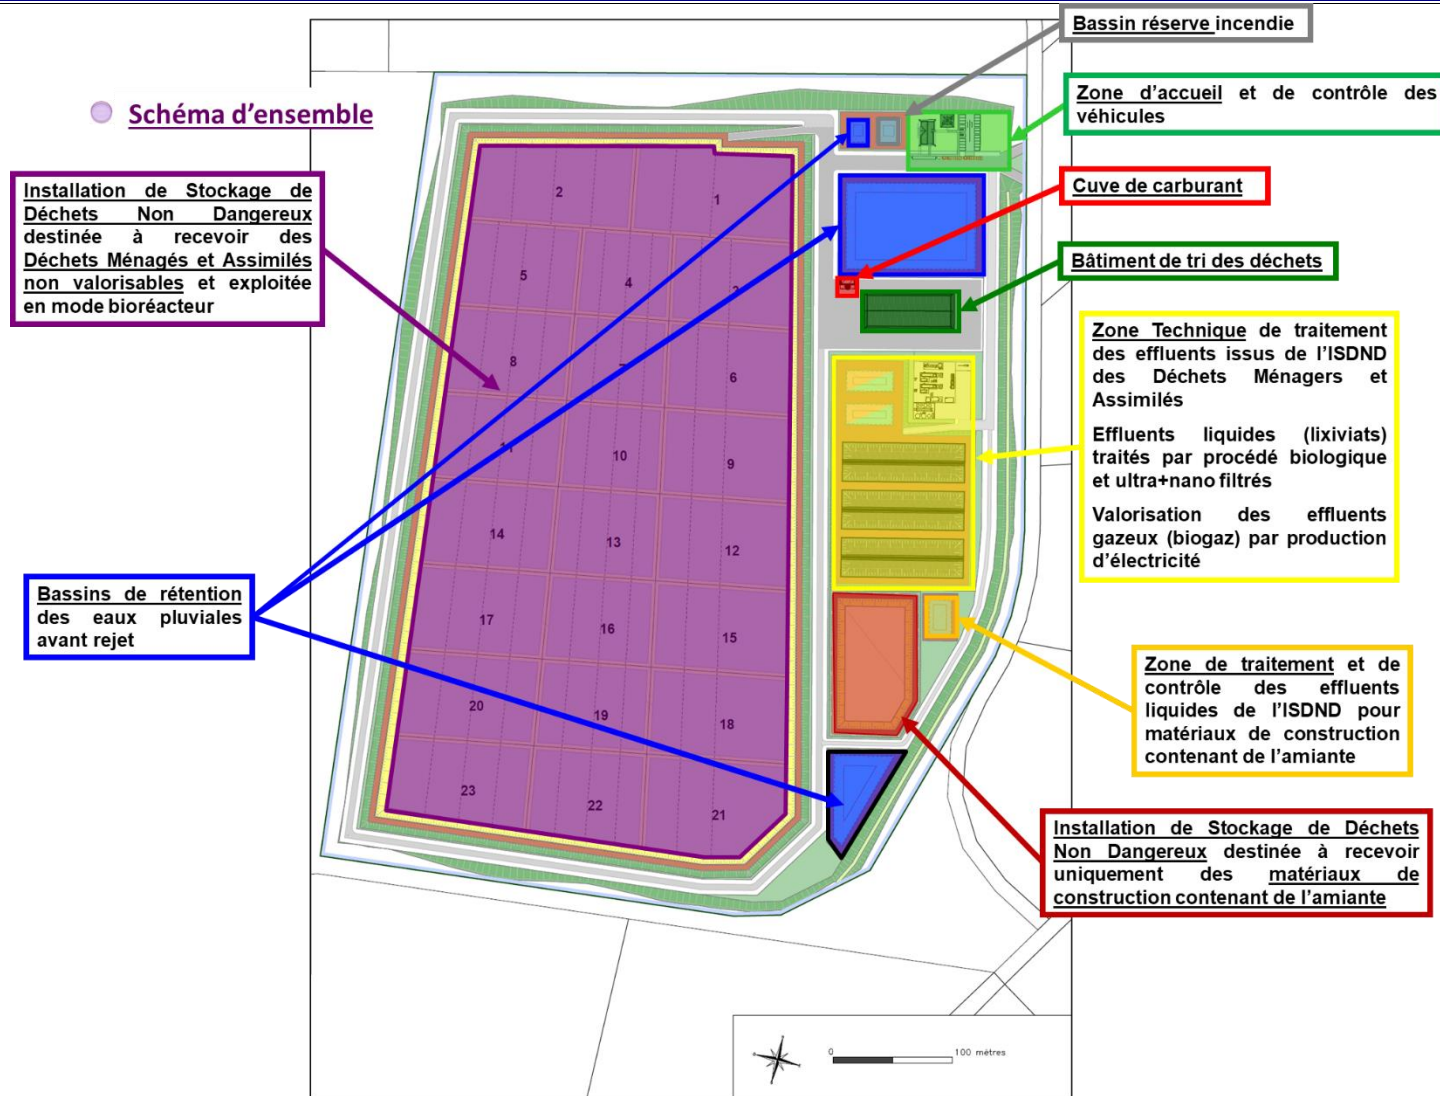 Bassin réserve incendie
Schéma d'ensemble
Zone d'accueil et de contrôle des
véhicules
Installation de Stockage de
Déchets Non Dangereux
destinée à recevoir des
Déchets Ménagés et Assimilés
non valorisables et exploitée
en mode bioréacteur
Cuve de carburant
Bâtiment de tri des déchets
Zone Technique de traitement
des effluents issus de l'ISDND
des Déchets Ménagers et
Assimilés
Effluents liquides (lixiviats)
traités par procédé biologique
et ultra+nano filtrés
Valorisation des effluents
gazeux (biogaz) par production
d'électricité
Bassins de rétention
des eaux pluviales
avant rejet
Zone de traitement et de
contrôle des effluents
liquides de l'ISDND pour
matériaux de construction
contenant de l'amiante
Installation de Stockage de Déchets
Non Dangereux destinée à recevoir
uniquement des matériaux de
construction contenant de l'amiante
2
1
5
4
3
8
7
6
11
10
9
14
13
12
17
16
15
20
19
18
23
22
21
0
100 mètres